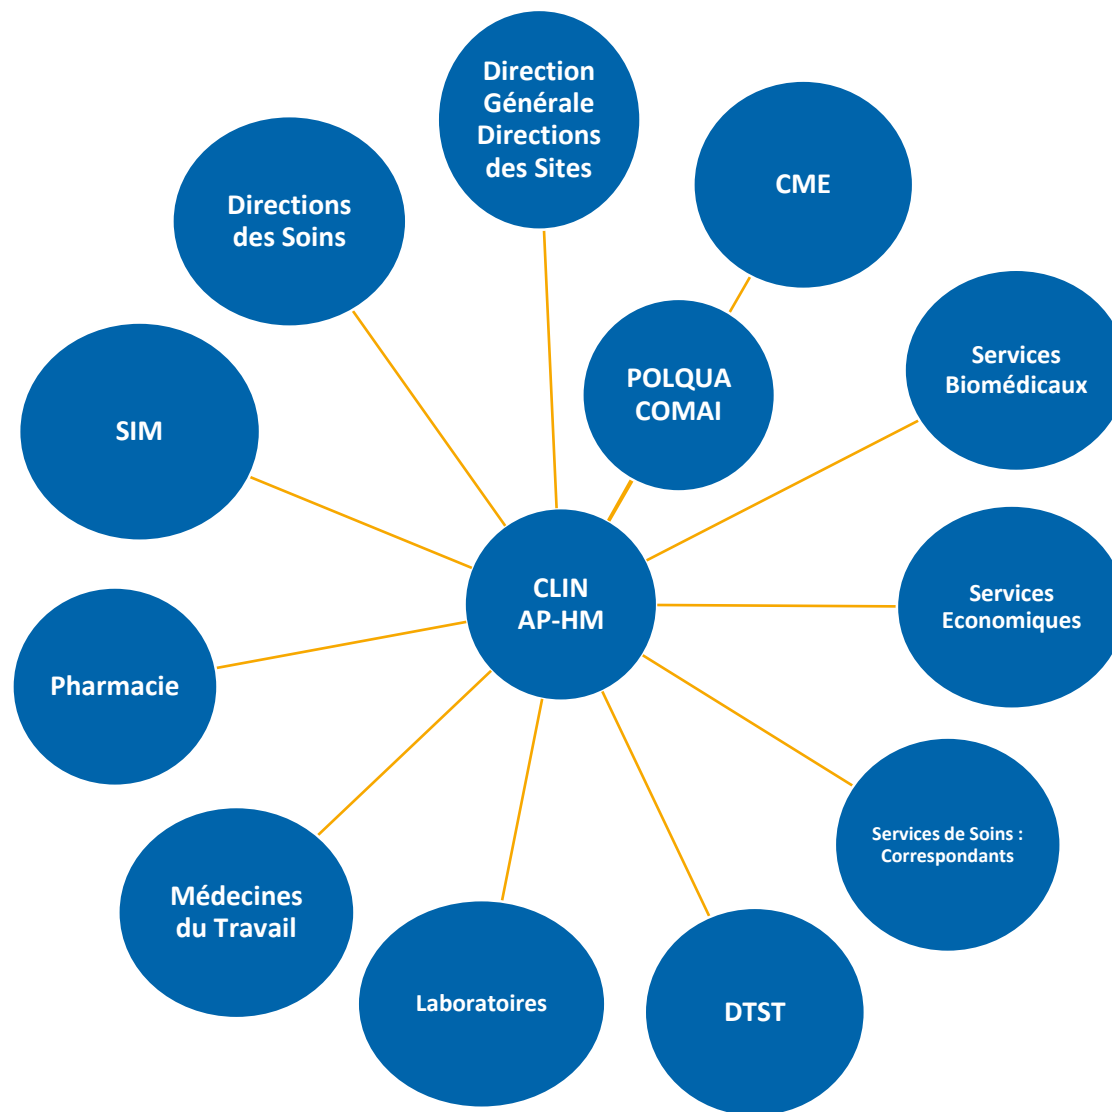 Direction
Générale
Directions
des Sites
CME
Directions
des Soins
Services
Biomédicaux
POLQUA
COMAI
SIM
CLIN
AP-HM
Services
Economiques
Pharmacie
Services de Soins :
Correspondants
Médecines
du Travail
Laboratoires
DTST